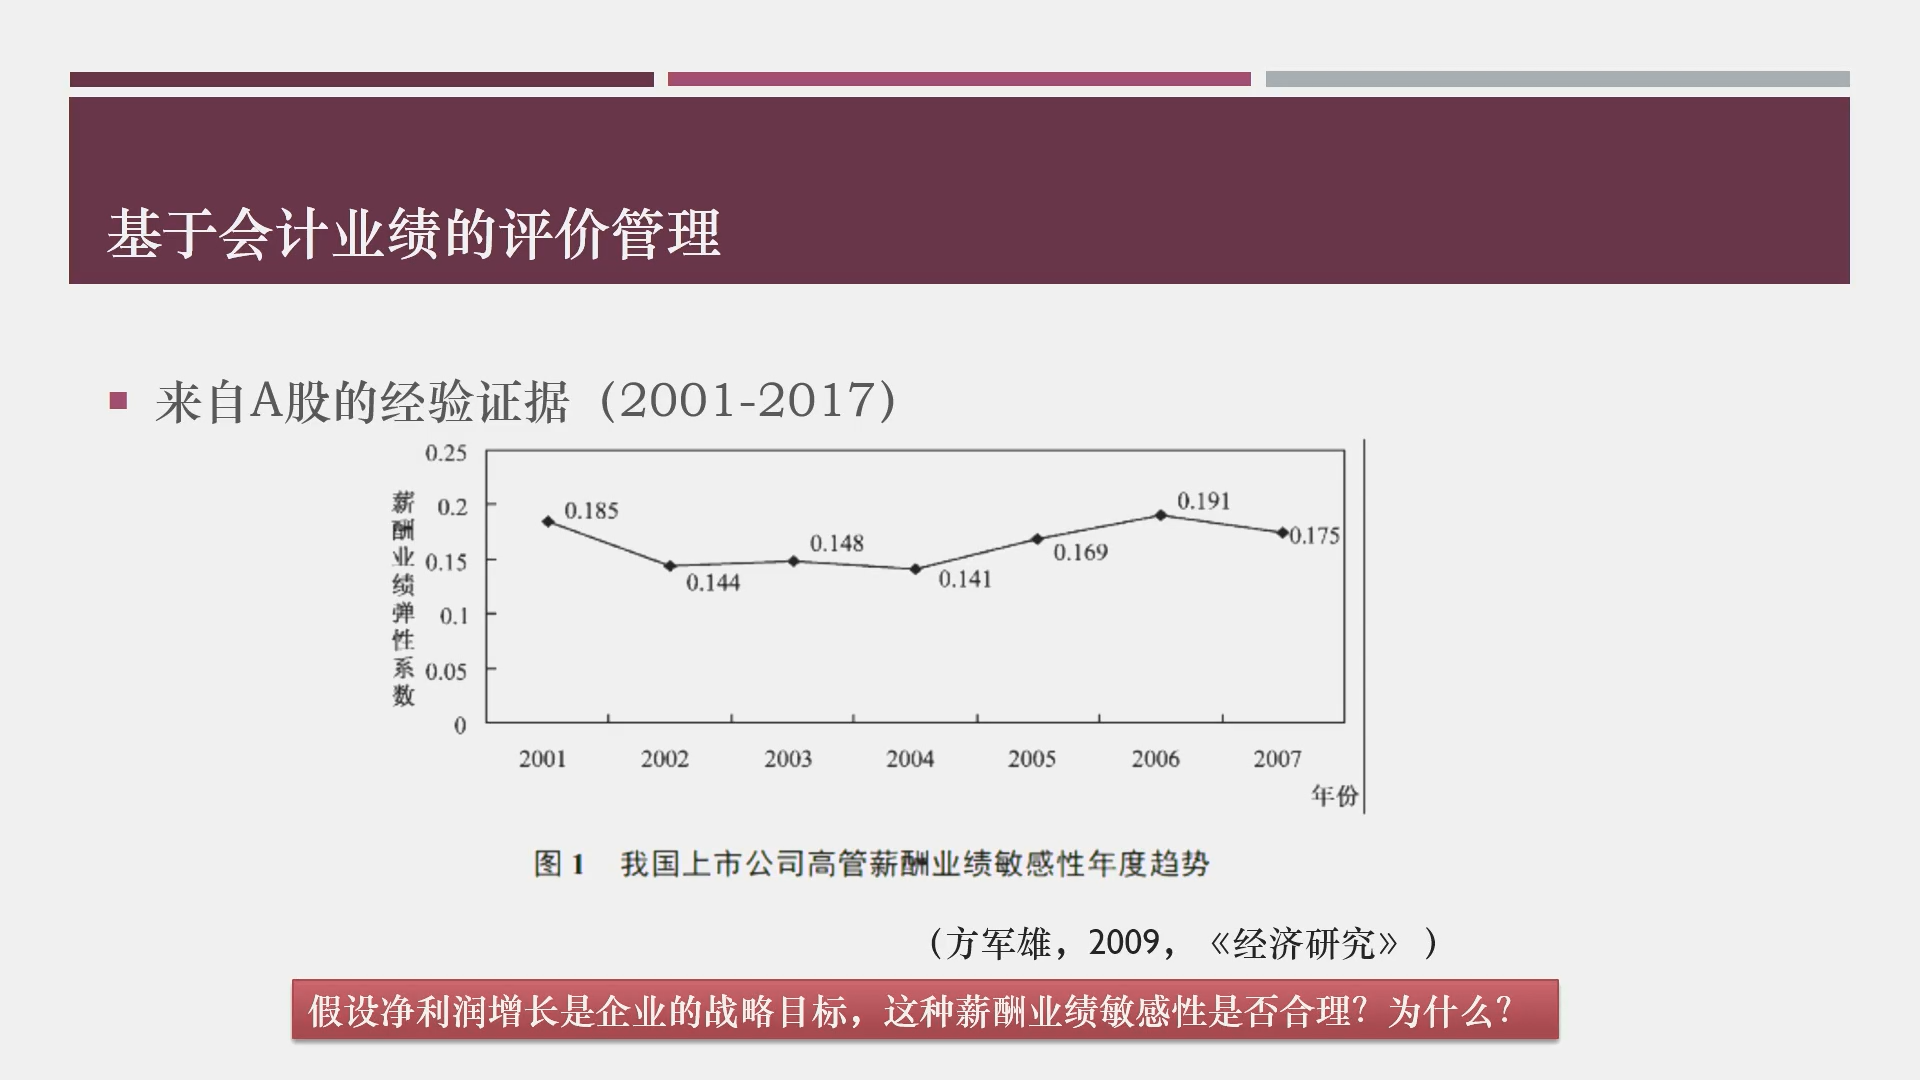 基于会计业绩的评价管理
来自A股的经验证据（2001-2017）
薪酬业绩弹性系数
0.25
0.2
0.15
0.1
0.05
0
0.185
0.144
0.148
0.141
0.169
0.191
0.175
2001 2002 2003 2004 2005 2006 2007
年份
图 1 我国上市公司高管薪酬业绩敏感性年度趋势
（方军雄，2009，《经济研究》 ）
假设净利润增长是企业的战略目标，这种薪酬业绩敏感性是否合理？为什么？